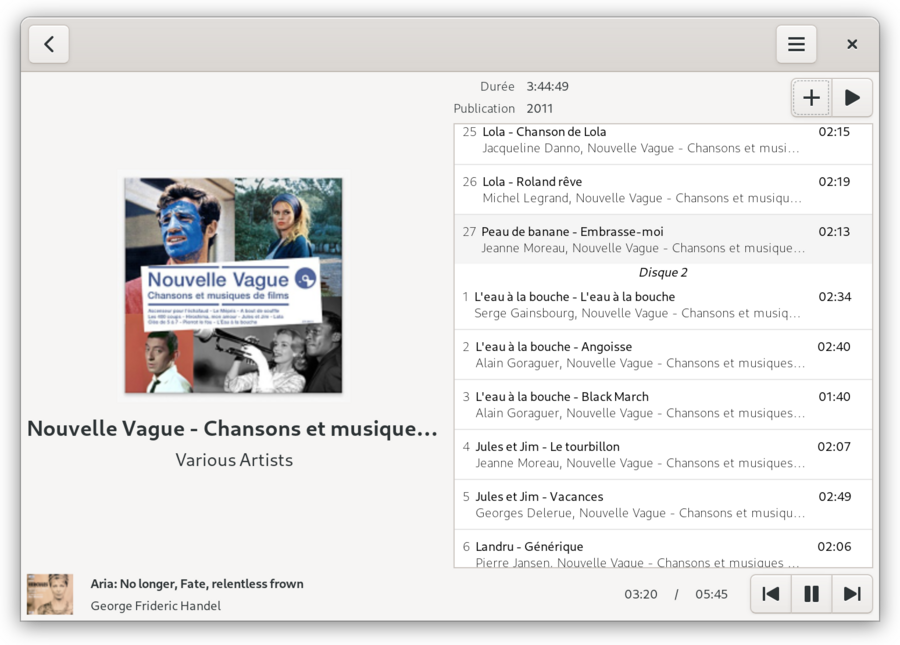 Durée 3:44:49
Publication 2011
25 Lola - Chanson de Lola 02:15
Jacqueline Danno, Nouvelle Vague - Chansons et musi...
26 Lola - Roland rêve 02:19
Michel Legrand, Nouvelle Vague - Chansons et musiqu...
27 Peau de banane - Embrasse-moi 02:13
Jeanne Moreau, Nouvelle Vague - Chansons et musique...
Disque 2
1 L'eau à la bouche - L'eau à la bouche 02:34
Serge Gainsbourg, Nouvelle Vague - Chansons et musiq...
2 L'eau à la bouche - Angoisse 02:40
Alain Goraguer, Nouvelle Vague - Chansons et musiques...
3 L'eau à la bouche - Black March 01:40
Alain Goraguer, Nouvelle Vague - Chansons et musiques...
4 Jules et Jim - Le tourbillon 02:07
Jeanne Moreau, Nouvelle Vague - Chansons et musiques...
5 Jules et Jim - Vacances 02:49
Georges Delerue, Nouvelle Vague - Chansons et musiqu...
6 Landru - Générique 02:06
Pierre Jansen, Nouvelle Vague - Chansons et musiques ...
Nouvelle Vague
Chansons et musiques de films
Nouvelle Vague - Chansons et musique...
Various Artists
Aria: No longer, Fate, relentless frown
George Frideric Handel
03:20 / 05:45